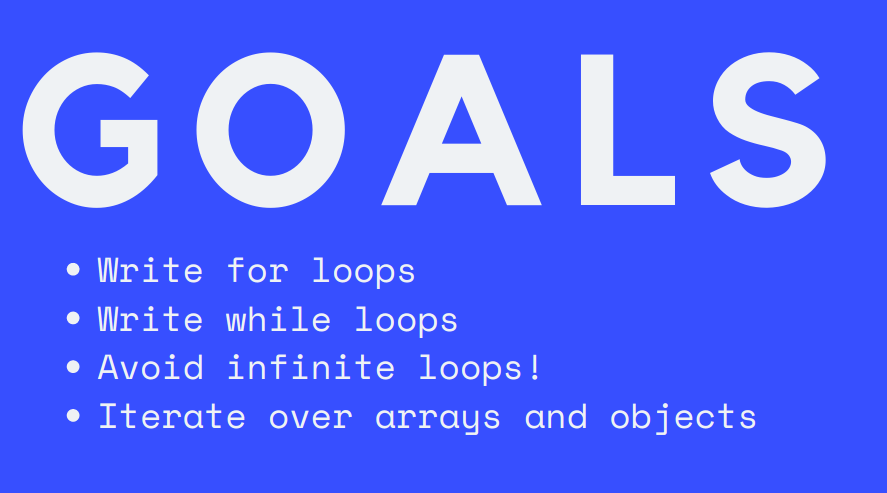 GOALS
• Write for loops
• Write while loops
• Avoid infinite loops!
• Iterate over arrays and objects